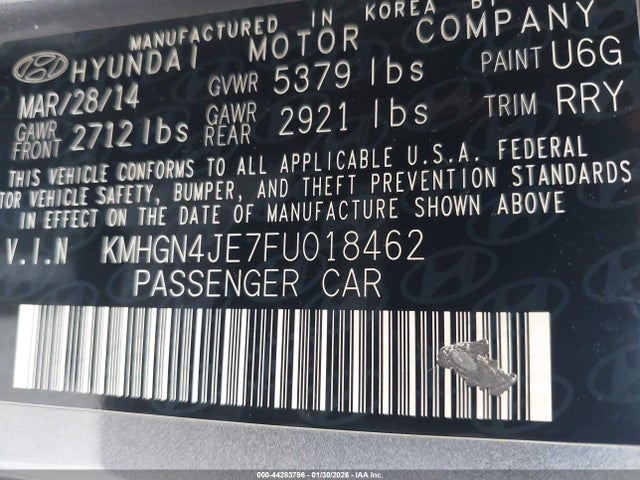 MANUFACTURED IN KOREA BY
HYUNDAI MOTOR COMPANY
MAR/28/14 GVWR 5379 lbs PAINT U6G
GAWR FRONT 2712 lbs GAWR REAR 2921 lbs TRIM RRY
THIS VEHICLE CONFORMS TO ALL APPLICABLE U.S.A. FEDERAL
MOTOR VEHICLE SAFETY, BUMPER, AND THEFT PREVENTION STANDARDS
IN EFFECT ON THE DATE OF MANUFACTURE SHOWN ABOVE
V.I.N KMHGN4JE7FU018462
PASSENGER CAR
000-44283796 - 01/30/2026 - IAA Inc.